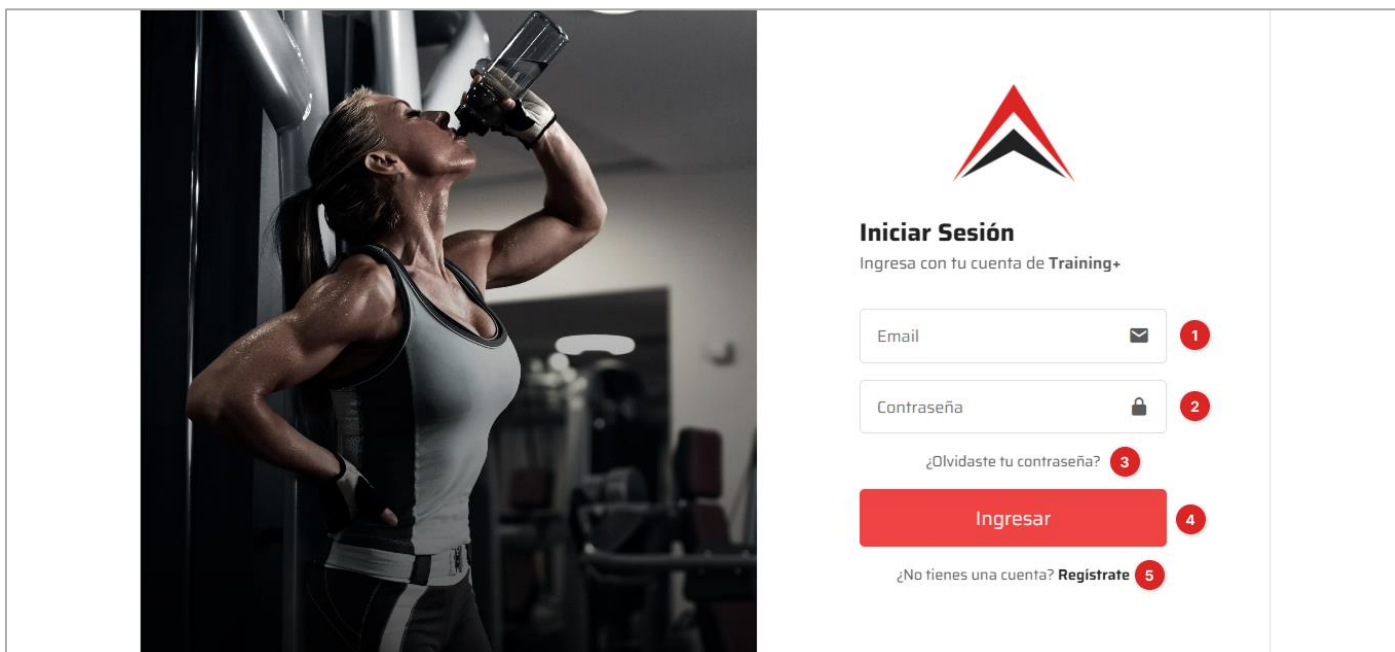 Iniciar Sesión
Ingresa con tu cuenta de Training+
Email 1
Contraseña 2
¿Olvidaste tu contraseña? 3
Ingresar 4
¿No tienes una cuenta? Regístrate 5